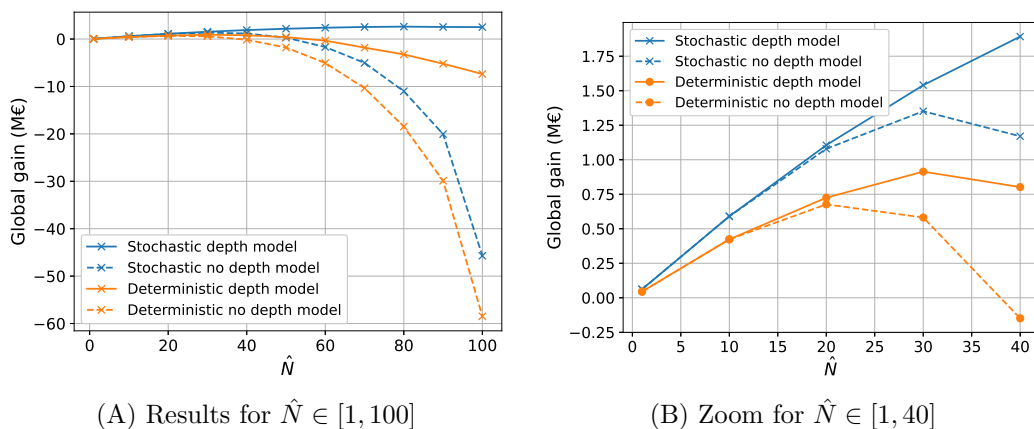 Global gain (M€)
0
−10
−20
−30
−40
−50
−60
Stochastic depth model
Stochastic no depth model
Deterministic depth model
Deterministic no depth model
0 20 40 60 80 100
N̂
(A) Results for N̂ ∈ [1, 100]
Global gain (M€)
1.75
1.50
1.25
1.00
0.75
0.50
0.25
0.00
−0.25
Stochastic depth model
Stochastic no depth model
Deterministic depth model
Deterministic no depth model
0 5 10 15 20 25 30 35 40
N̂
(B) Zoom for N̂ ∈ [1, 40]